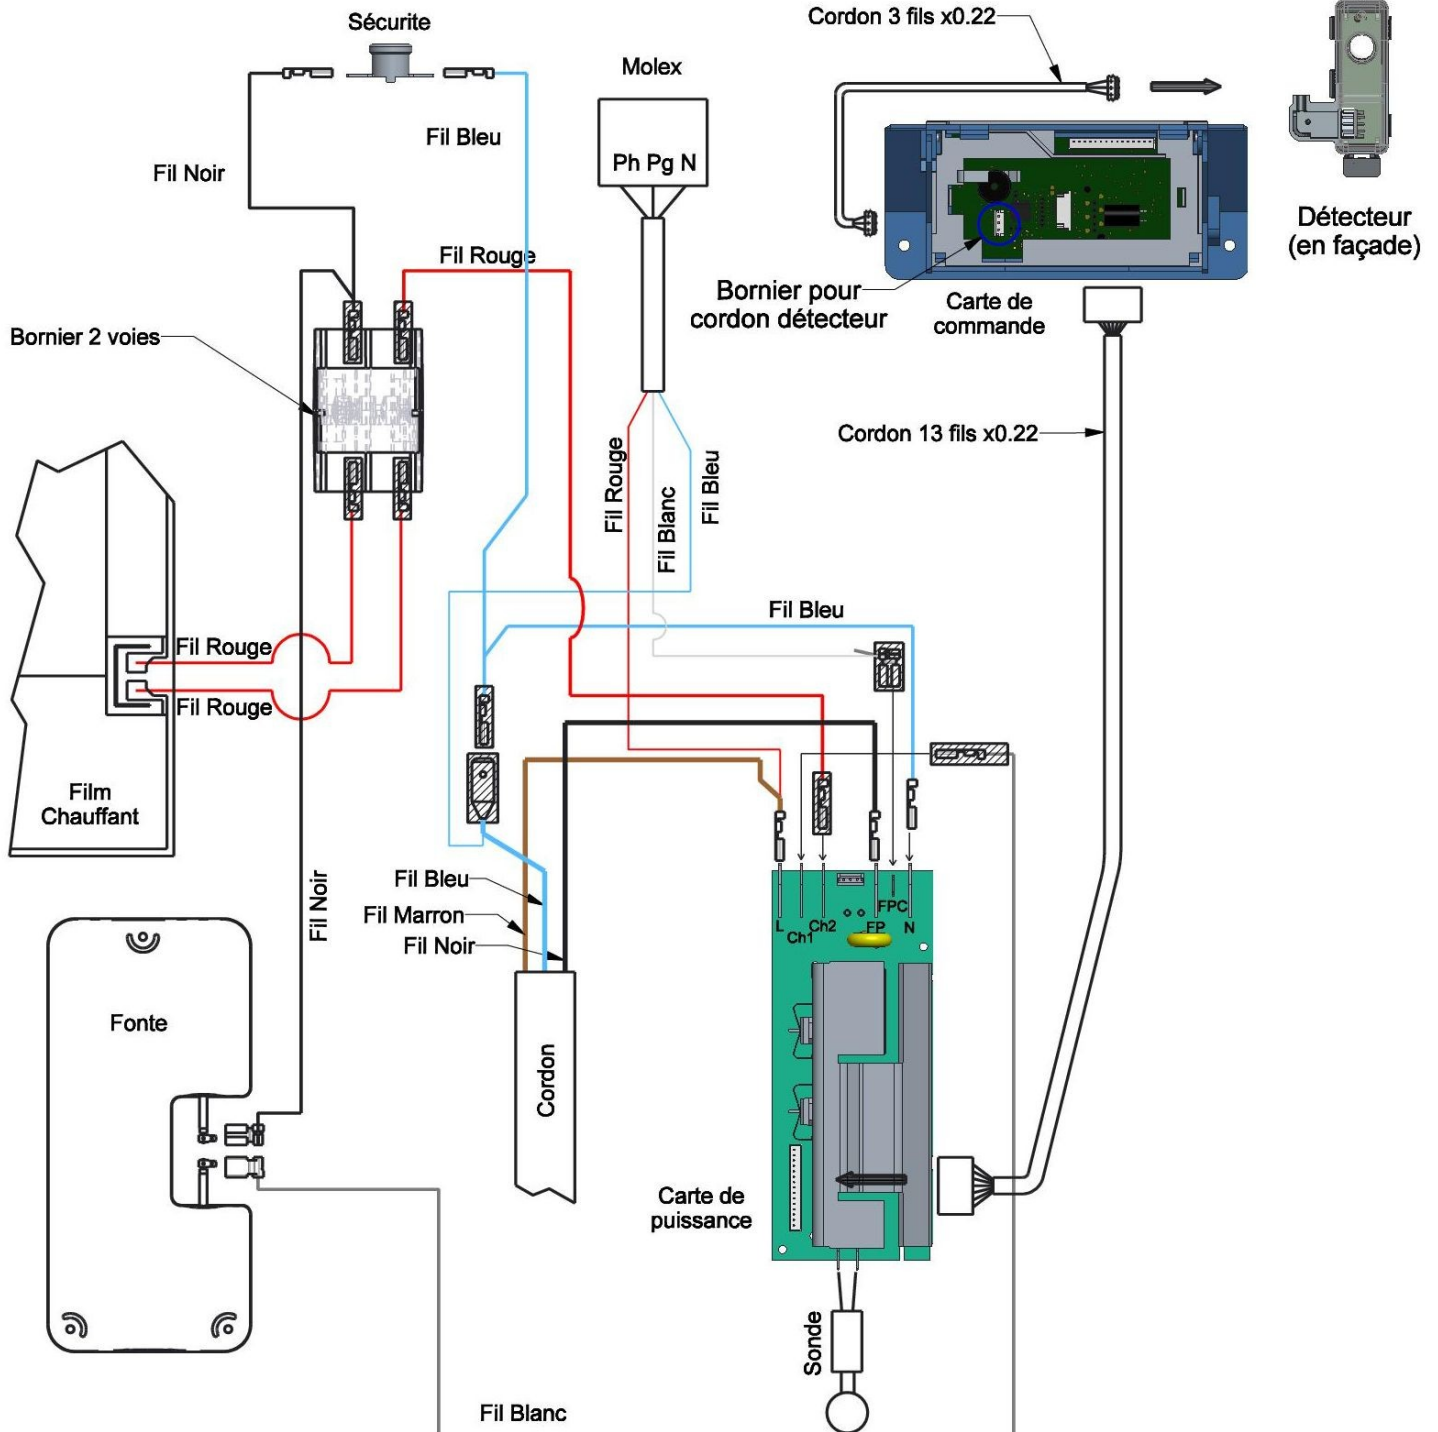 Sécurite
Cordon 3 fils x0.22
Molex
Fil Bleu
Ph Pg N
Fil Noir
Détecteur
(en façade)
Fil Rouge
Bornier pour
cordon détecteur
Carte de
commande
Bornier 2 voies
Cordon 13 fils x0.22
Fil Rouge
Fil Blanc
Fil Bleu
Fil Bleu
Fil Rouge
Fil Rouge
Film
Chauffant
Fil Bleu
Fil Marron
Fil Noir
Fil Noir
L
Ch1
Ch2
FP
FPC
N
Fonte
Cordon
Carte de
puissance
Sonde
Fil Blanc